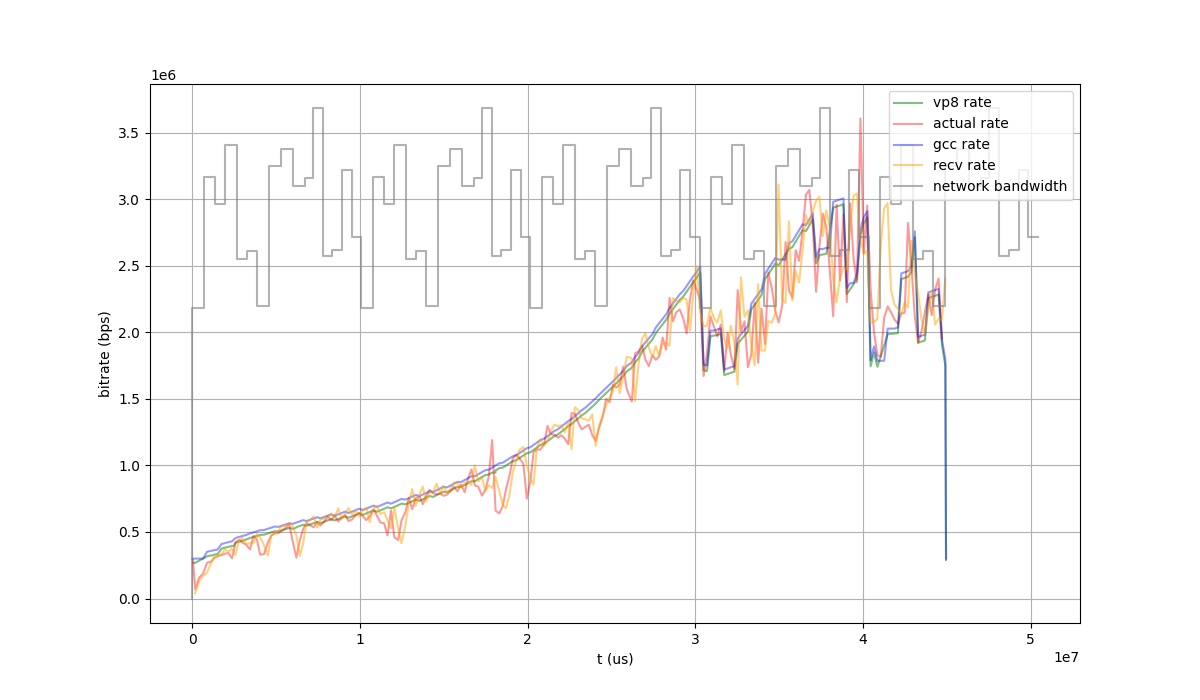 1e6
3.5
3.0
2.5
2.0
1.5
1.0
0.5
0.0
bitrate (bps)
vp8 rate
actual rate
gcc rate
recv rate
network bandwidth
0 1 2 3 4 5
1e7
t (us)